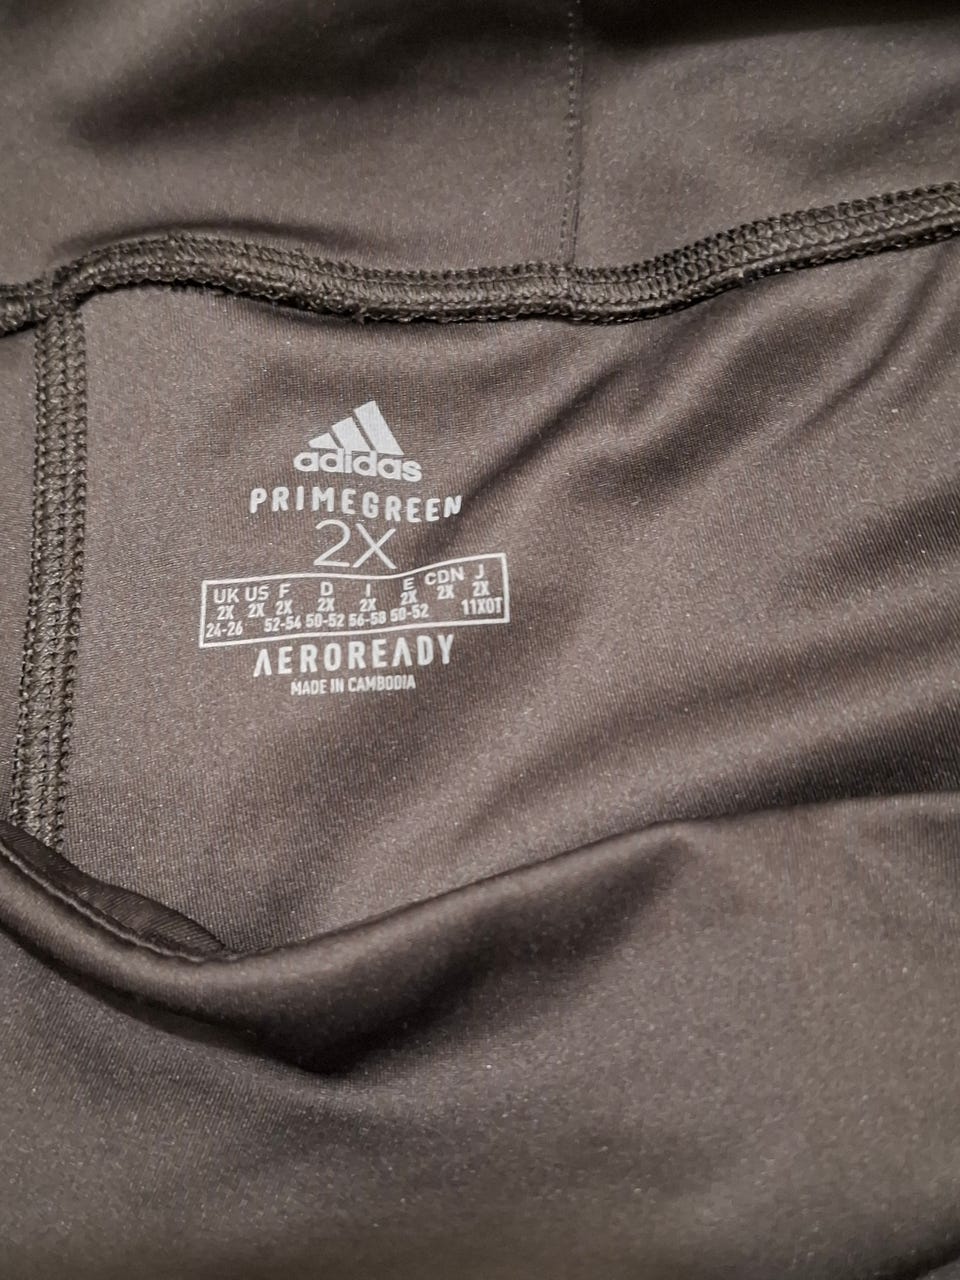 adidas
PRIMEGREEN
2X
UK US F D I E CDN J
2X 2X 2X 2X 2X 2X 2X 2X
24-26 52-54 50-52 56-58 50-52 11XOT
AEROREADY
MADE IN CAMBODIA